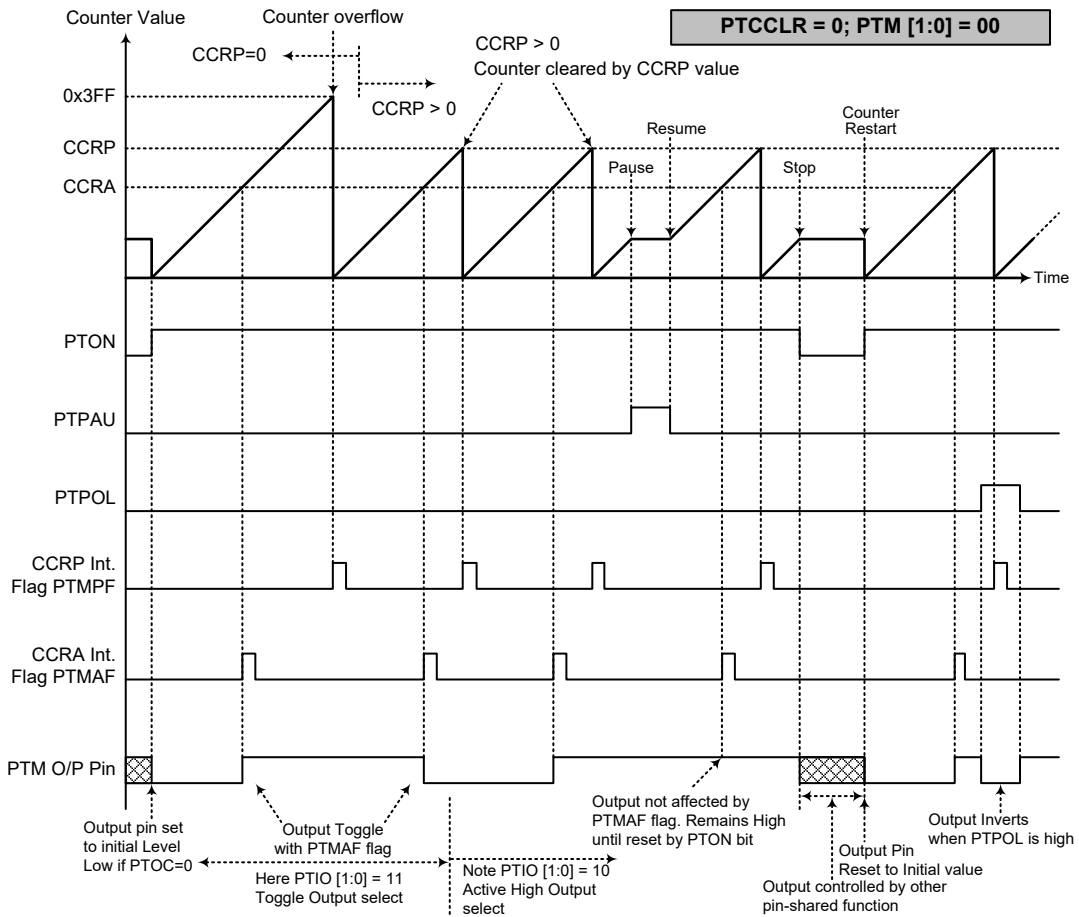 Counter Value
Counter overflow
PTCCLR = 0; PTM [1:0] = 00
CCRP=0
CCRP > 0
CCRP > 0
Counter cleared by CCRP value
0x3FF
CCRP
CCRA
Pause
Resume
Stop
Counter
Restart
Time
PTON
PTPAU
PTPOL
CCRP Int.
Flag PTMPF
CCRA Int.
Flag PTMAF
PTM O/P Pin
Output pin set
to initial Level
Low if PTOC=0
Output Toggle
with PTMAF flag
Here PTIO [1:0] = 11
Toggle Output select
Note PTIO [1:0] = 10
Active High Output
select
Output not affected by
PTMAF flag. Remains High
until reset by PTON bit
Output Pin
Reset to Initial value
Output controlled by other
pin-shared function
Output Inverts
when PTPOL is high